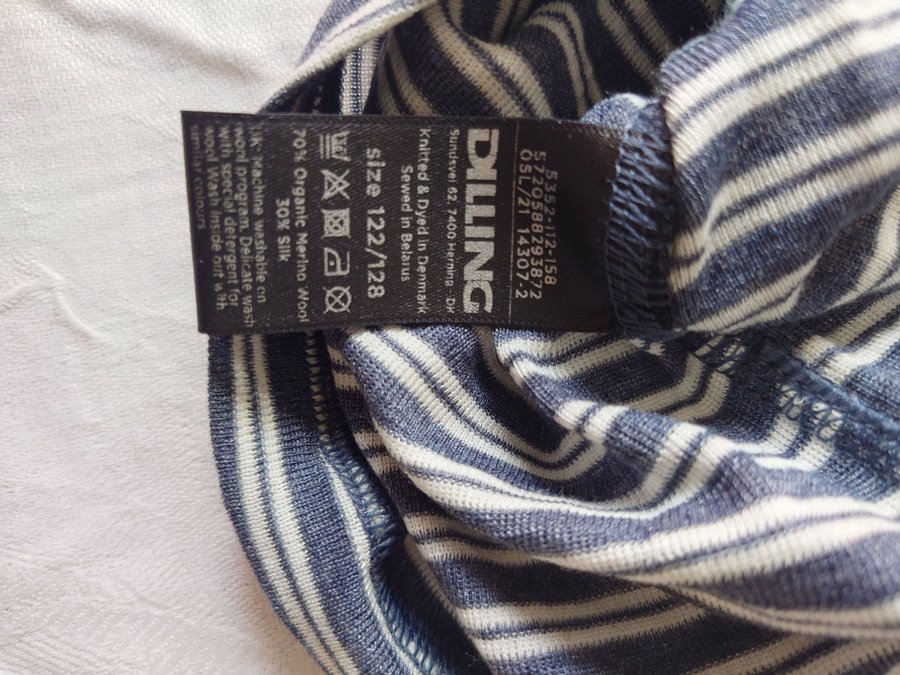 5352-112-158
5720588293872
OSL/21 14307-2
DILLING
Sundsvej 62, 7400 Herning - DK
Knitted & Dyed in Denmark
Sewed in Belarus
size 122/128
70% Organic Merino Wool
30% Silk
UK: Machine washable on
wool program. Delicate wash
with special detergent for
wool Wash inside out with
similar colours